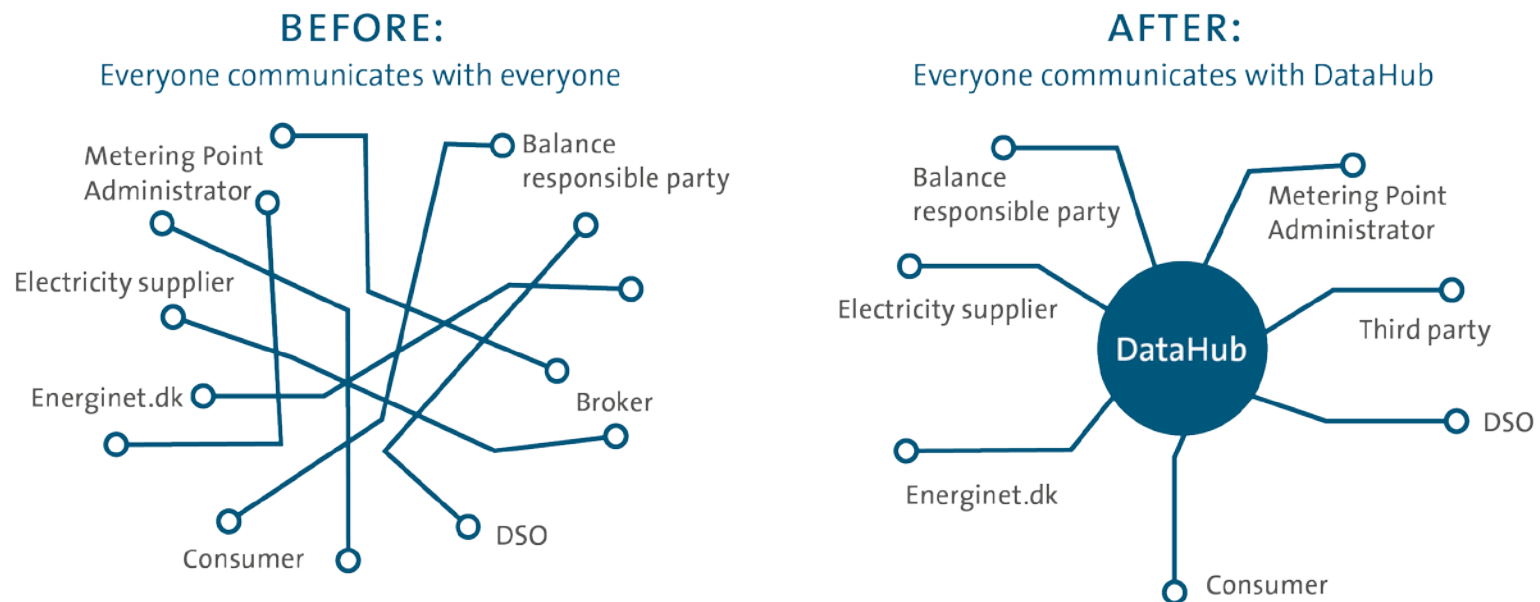 BEFORE:
Everyone communicates with everyone
Metering Point
Administrator
Balance
responsible party
Electricity supplier
Energinet.dk
Broker
Consumer
DSO
AFTER:
Everyone communicates with DataHub
Balance
responsible party
Metering Point
Administrator
Electricity supplier
Third party
DataHub
DSO
Energinet.dk
Consumer